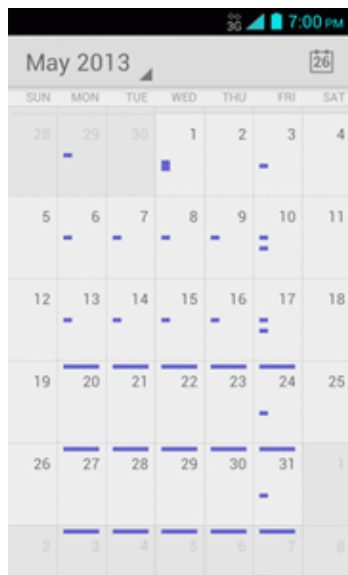 3G 7:00 PM
May 2013 26
SUN MON TUE WED THU FRI SAT
28 29 30 1 2 3 4
5 6 7 8 9 10 11
12 13 14 15 16 17 18
19 20 21 22 23 24 25
26 27 28 29 30 31 1
2 3 4 5 6 7 8